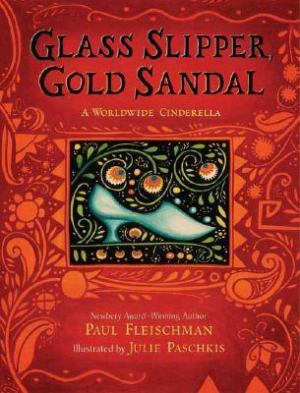 GLASS SLIPPER,
GOLD SANDAL
A WORLDWIDE CINDERELLA
Newbery Award-Winning Author
PAUL FLEISCHMAN
Illustrated by JULIE PASCHKIS